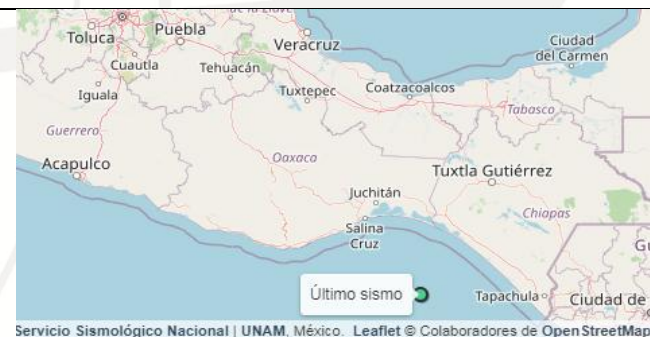 Toluca
Puebla
Veracruz
Ciudad
del Carmen
Cuautla
Tehuacán
Iguala
Tuxtepec
Coatzacoalcos
Tabasco
Guerrero
Acapulco
Oaxaca
Tuxtla Gutiérrez
Juchitán
Chiapas
Salina
Cruz
Último sismo
Tapachula
Ciudad de
Servicio Sismológico Nacional | UNAM, México. Leaflet © Colaboradores de OpenStreetMap